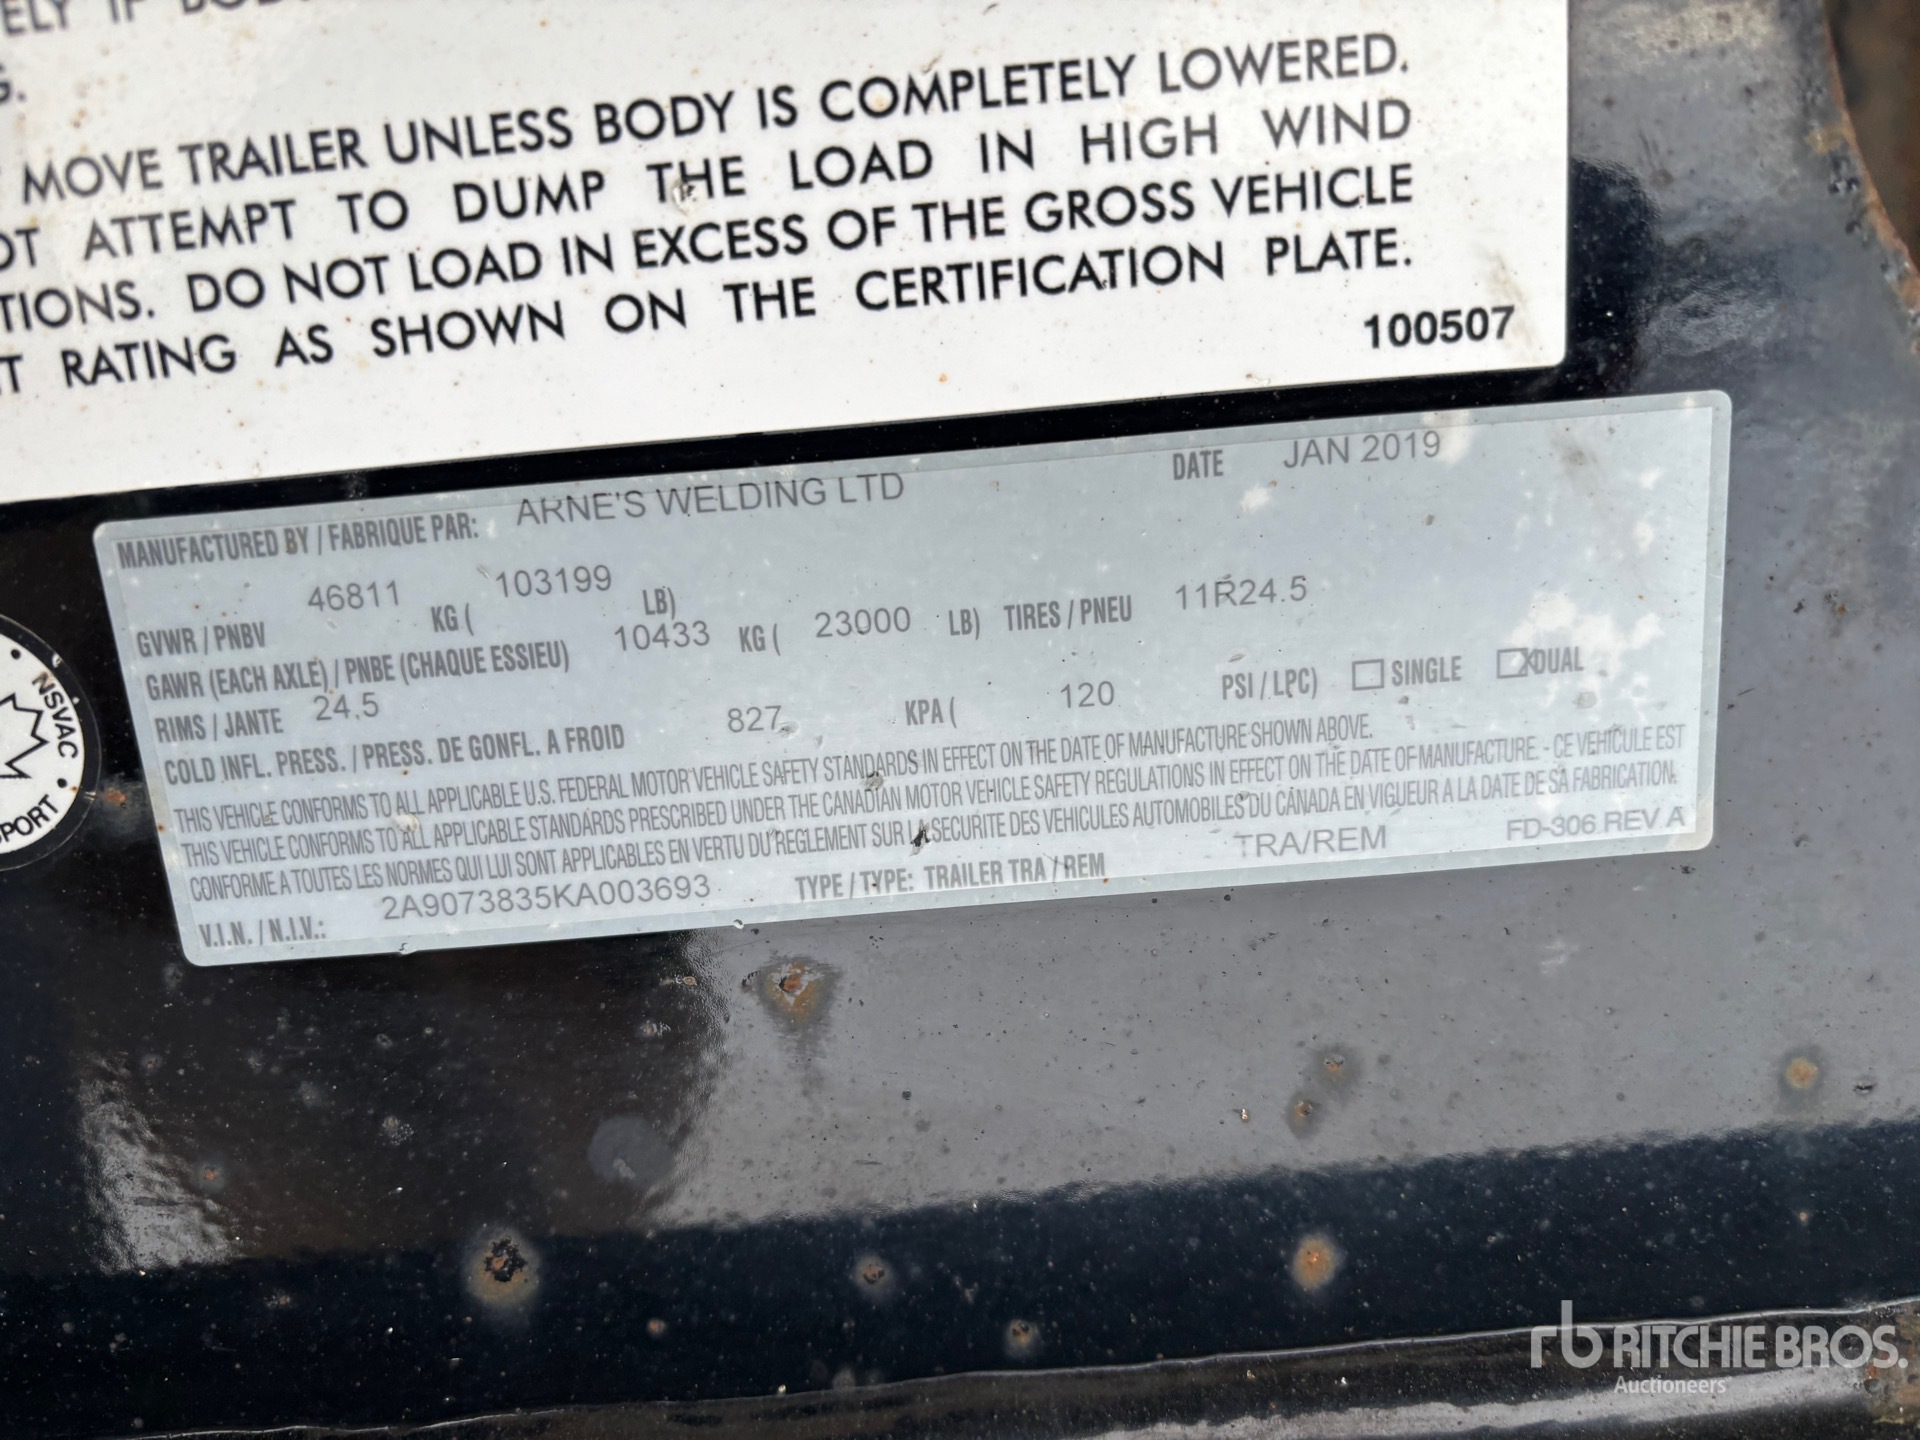 ELY IF
G.
MOVE TRAILER UNLESS BODY IS COMPLETELY LOWERED.
ATTEMPT TO DUMP THE LOAD IN HIGH WIND
TIONS. DO NOT LOAD IN EXCESS OF THE GROSS VEHICLE
T RATING AS SHOWN ON THE CERTIFICATION PLATE.
100507
MANUFACTURED BY / FABRIQUE PAR: ARNE'S WELDING LTD DATE JAN 2019
GVWR / PNBV 46811 KG ( 103199 LB)
GAWR (EACH AXLE) / PNBE (CHAQUE ESSIEU) 10433 KG ( 23000 LB) TIRES / PNEU 11R24.5
RIMS / JANTE 24.5
COLD INFL. PRESS. / PRESS. DE GONFL. A FROID 827 KPA ( 120 PSI / LPC) SINGLE X DUAL
THIS VEHICLE CONFORMS TO ALL APPLICABLE U.S. FEDERAL MOTOR VEHICLE SAFETY STANDARDS IN EFFECT ON THE DATE OF MANUFACTURE SHOWN ABOVE.
THIS VEHICLE CONFORMS TO ALL APPLICABLE STANDARDS PRESCRIBED UNDER THE CANADIAN MOTOR VEHICLE SAFETY REGULATIONS IN EFFECT ON THE DATE OF MANUFACTURE. - CE VEHICULE EST
CONFORME A TOUTES LES NORMES QUI LUI SONT APPLICABLES EN VERTU DU REGLEMENT SUR LA SECURITE DES VEHICULES AUTOMOBILES DU CANADA EN VIGUEUR A LA DATE DE SA FABRICATION.
V.I.N. / N.I.V.: 2A9073835KA003693 TYPE / TYPE: TRAILER TRA / REM TRA/REM FD-306 REV A
NSVAC
PORT
rb RITCHIE BROS.
Auctioneers